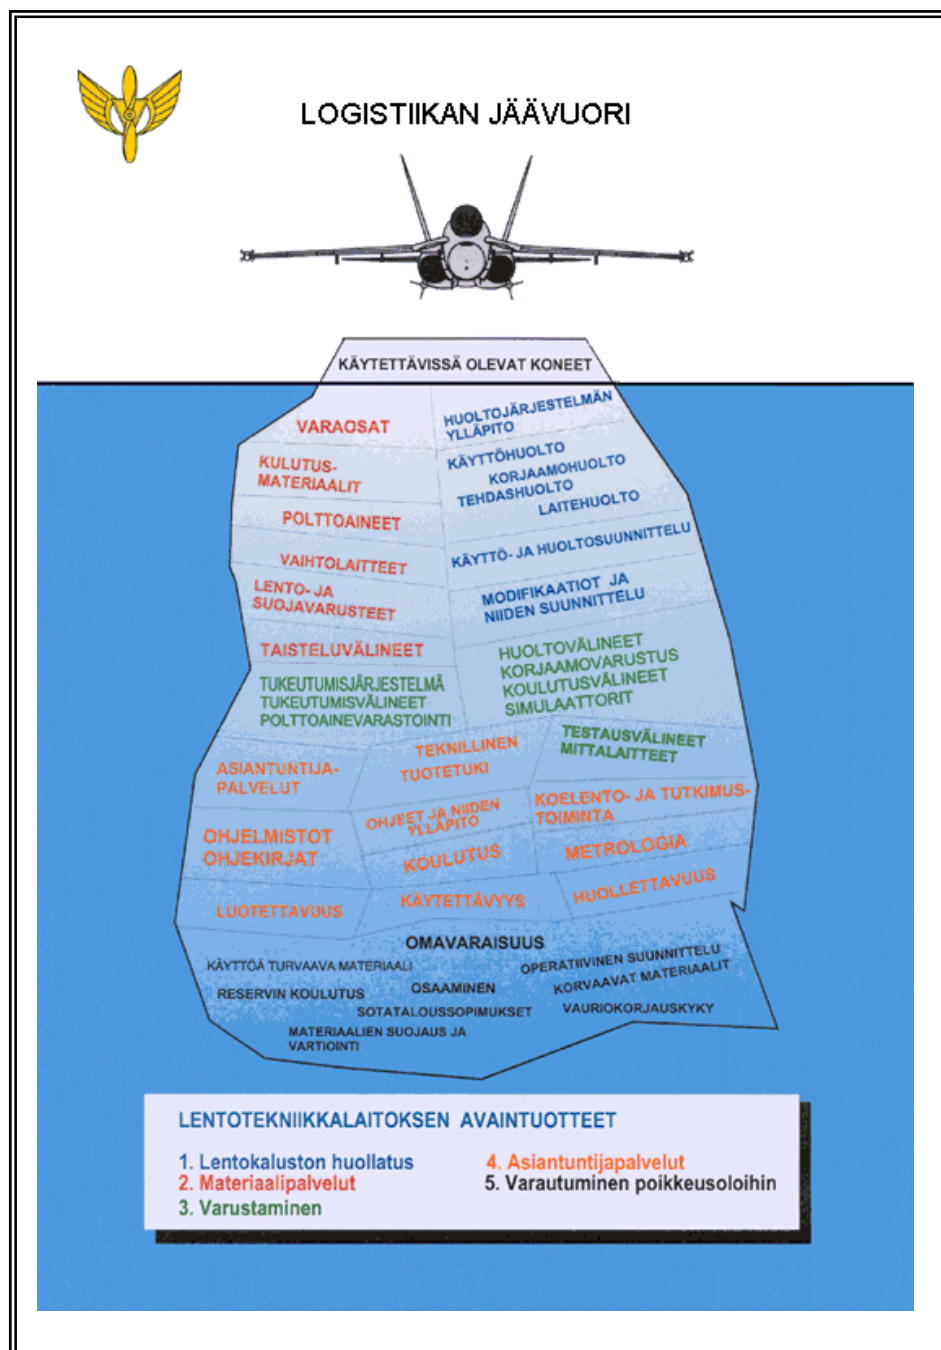 LOGISTIIKAN JÄÄVUORI
KÄYTETTÄVISSÄ OLEVAT KONEET
VARAOSAT
HUOLTOJÄRJESTELMÄN
YLLÄPITO
KULUTUS-
MATERIAALIT
KÄYTTÖHUOLTO
KORJAAMOHUOLTO
TEHDASHUOLTO
LAITEHUOLTO
POLTTOAINEET
VAIHTOLAITTEET
KÄYTTÖ- JA HUOLTOSUUNNITTELU
LENTO- JA
SUOJAVARUSTEET
MODIFIKAATIOT JA
NIIDEN SUUNNITTELU
TAISTELUVÄLINEET
HUOLTOVÄLINEET
KORJAAMOVARUSTUS
KOULUTUSVÄLINEET
SIMULAATTORIT
TUKEUTUMISJÄRJESTELMÄ
TUKEUTUMISVÄLINEET
POLTTOAINEVARASTOINTI
TESTAUSVÄLINEET
MITTALAITTEET
ASIANTUNTIJA-
PALVELUT
TEKNILLINEN
TUOTETUKI
KOELENTO- JA TUTKIMUS-
TOIMINTA
OHJELMISTOT
OHJEKIRJAT
OHJEET JA NIIDEN
YLLÄPITO
KOULUTUS
METROLOGIA
LUOTETTAVUUS
KÄYTETTÄVYYS
HUOLLETTAVUUS
OMAVARAISUUS
KÄYTTÖÄ TURVAAVA MATERIAALI
OPERATIIVINEN SUUNNITTELU
RESERVIN KOULUTUS
OSAAMINEN
KORVAAVAT MATERIAALIT
SOTATALOUSSOPIMUKSET
VAURIOKORJAUSKYKY
MATERIAALIEN SUOJAUS JA
VARTIOINTI
LENTOTEKNIIKKALAITOKSEN AVAINTUOTTEET
1. Lentokaluston huollatus
2. Materiaalipalvelut
3. Varustaminen
4. Asiantuntijapalvelut
5. Varautuminen poikkeusoloihin